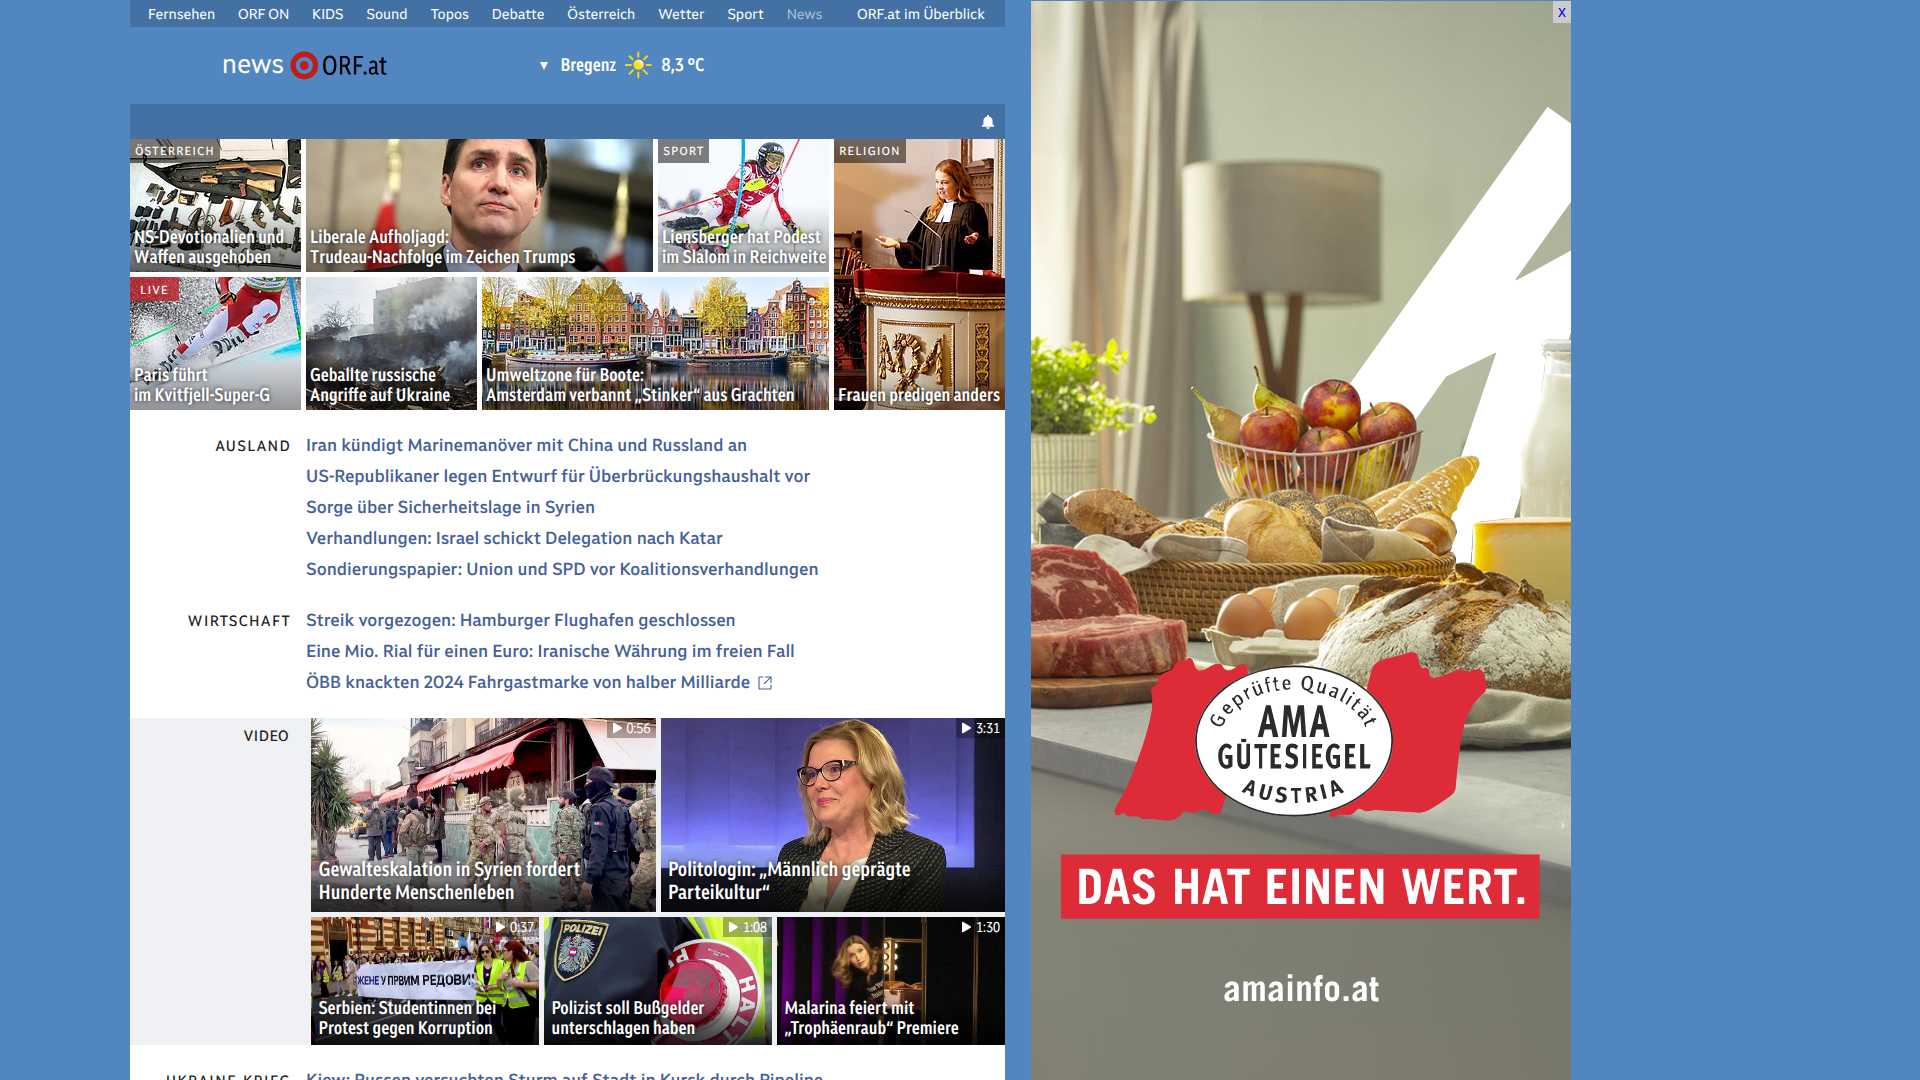 Fernsehen ORF ON KIDS Sound Topos Debatte Österreich Wetter Sport News ORF.at im Überblick
news ORF.at
▼ Bregenz 8,3 °C
ÖSTERREICH
NS-Devotionalien und
Waffen ausgehoben
Liberale Aufholjagd:
Trudeau-Nachfolge im Zeichen Trumps
SPORT
Liensberger hat Podest
im Slalom in Reichweite
RELIGION
Frauen predigen anders
LIVE
Paris führt
im Kvitfjell-Super-G
Geballte russische
Angriffe auf Ukraine
Umweltzone für Boote:
Amsterdam verbannt „Stinker“ aus Grachten
AUSLAND
Iran kündigt Marinemanöver mit China und Russland an
US-Republikaner legen Entwurf für Überbrückungshaushalt vor
Sorge über Sicherheitslage in Syrien
Verhandlungen: Israel schickt Delegation nach Katar
Sondierungspapier: Union und SPD vor Koalitionsverhandlungen
WIRTSCHAFT
Streik vorgezogen: Hamburger Flughafen geschlossen
Eine Mio. Rial für einen Euro: Iranische Währung im freien Fall
ÖBB knackten 2024 Fahrgastmarke von halber Milliarde
VIDEO
0:56
Gewalteskalation in Syrien fordert
Hunderte Menschenleben
3:31
Politologin: „Männlich geprägte
Parteikultur“
0:37
ЖЕНЕ У ПРВИМ РЕДОВИ
Serbien: Studentinnen bei
Protest gegen Korruption
1:08
POLIZEI
HALT
Polizist soll Bußgelder
unterschlagen haben
1:30
Malarina feiert mit
„Trophäenraub“ Premiere
UKRAINE-KRIEG
Kiew: Russen versuchten Sturm auf Stadt in Kursk durch Pipeline
X
Geprüfte Qualität
AMA
GÜTESIEGEL
AUSTRIA
DAS HAT EINEN WERT.
amainfo.at